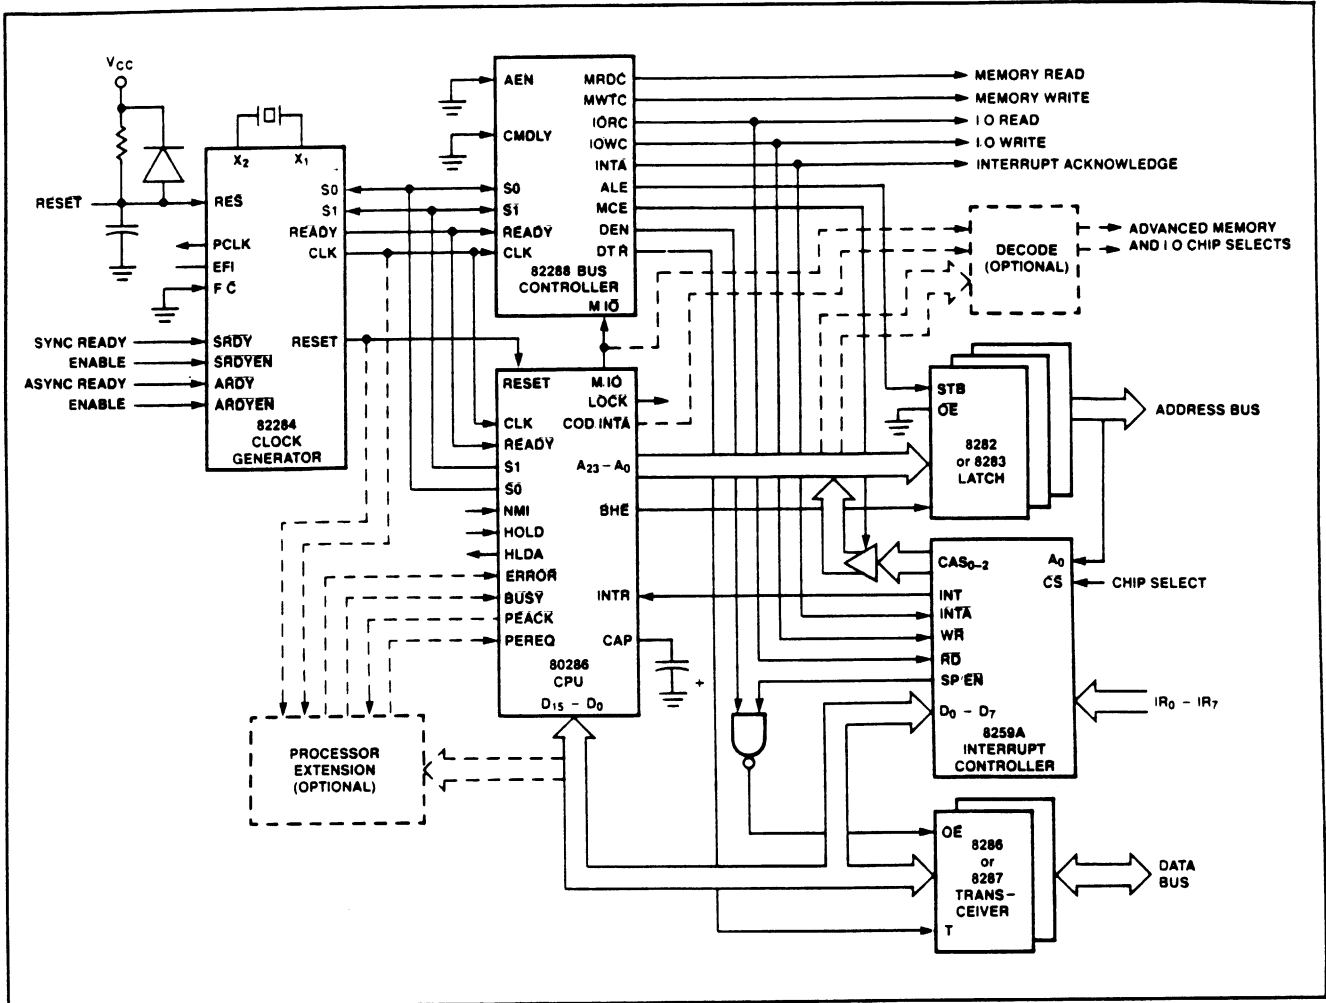 VCC
X2 X1
RESET
RES
PCLK
EFI
F C
SYNC READY
SRDY
ENABLE
SRDYEN
ASYNC READY
ARDY
ENABLE
ARDYEN
S0
S1
READY
CLK
RESET
82284
CLOCK
GENERATOR
AEN
CMDLY
S0
S1
READY
CLK
MRDC
MWTC
IORC
IOWC
INTA
ALE
MCE
DEN
DT R
82288 BUS
CONTROLLER
M IO
MEMORY READ
MEMORY WRITE
I O READ
I O WRITE
INTERRUPT ACKNOWLEDGE
DECODE
(OPTIONAL)
ADVANCED MEMORY
AND I O CHIP SELECTS
RESET
CLK
READY
S1
S0
NMI
HOLD
HLDA
ERROR
BUSY
PEACK
PEREQ
M IO
LOCK
COD INTA
A23 – A0
BHE
INTR
CAP
80286
CPU
D15 - D0
+
STB
OE
8282
or 8283
LATCH
ADDRESS BUS
CAS0–2
INT
INTA
WR
RD
SP EN
D0 – D7
A0
CS
CHIP SELECT
IR0 – IR7
8259A
INTERRUPT
CONTROLLER
PROCESSOR
EXTENSION
(OPTIONAL)
OE
8286
or
8287
TRANS-
CEIVER
T
DATA
BUS